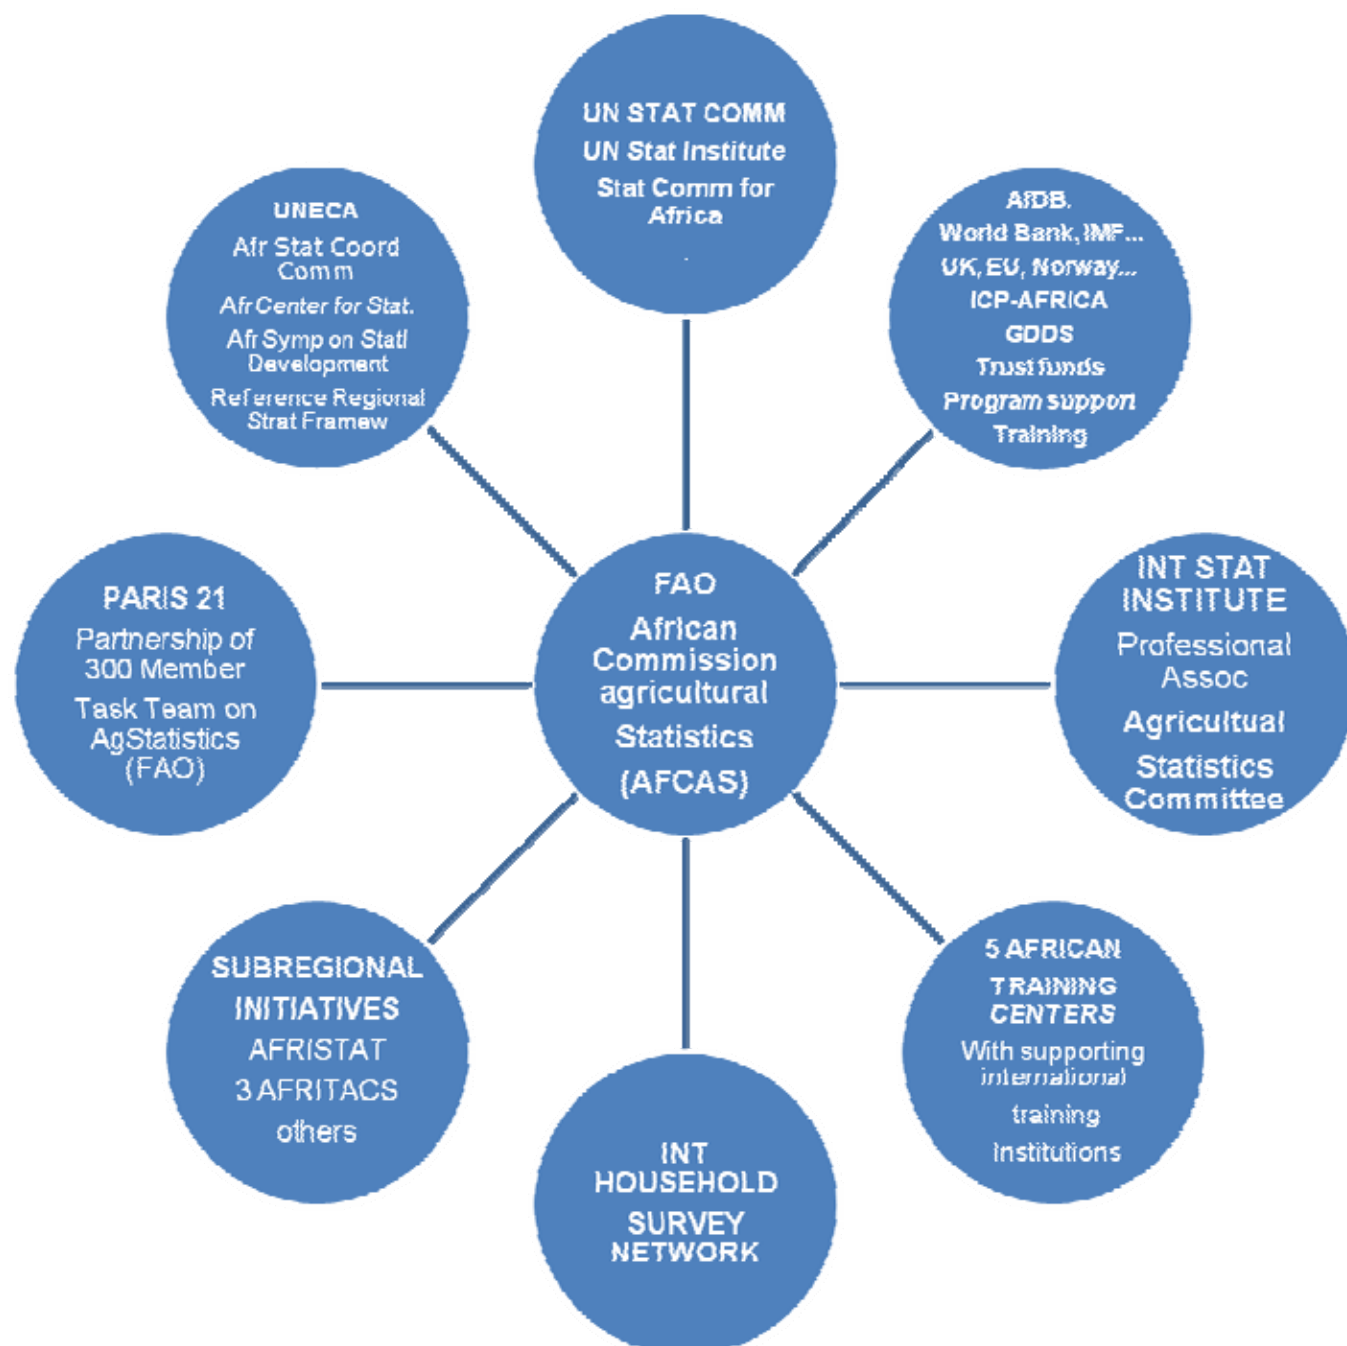 UN STAT COMM
UN Stat Institute
Stat Comm for
Africa
.
AfDB.
World Bank, IMF...
UK, EU, Norway...
ICP-AFRICA
GDDS
Trust funds
Program support
Training
INT STAT
INSTITUTE
Professional
Assoc
Agricultual
Statistics
Committee
5 AFRICAN
TRAINING
CENTERS
With supporting
international
training
Institutions
INT
HOUSEHOLD
SURVEY
NETWORK
SUBREGIONAL
INITIATIVES
AFRISTAT
3 AFRITACS
others
PARIS 21
Partnership of
300 Member
Task Team on
AgStatistics
(FAO)
UNECA
Afr Stat Coord
Comm
Afr Center for Stat.
Afr Symp on Statl
Development
Reference Regional
Strat Framew
FAO
African
Commission
agricultural
Statistics
(AFCAS)